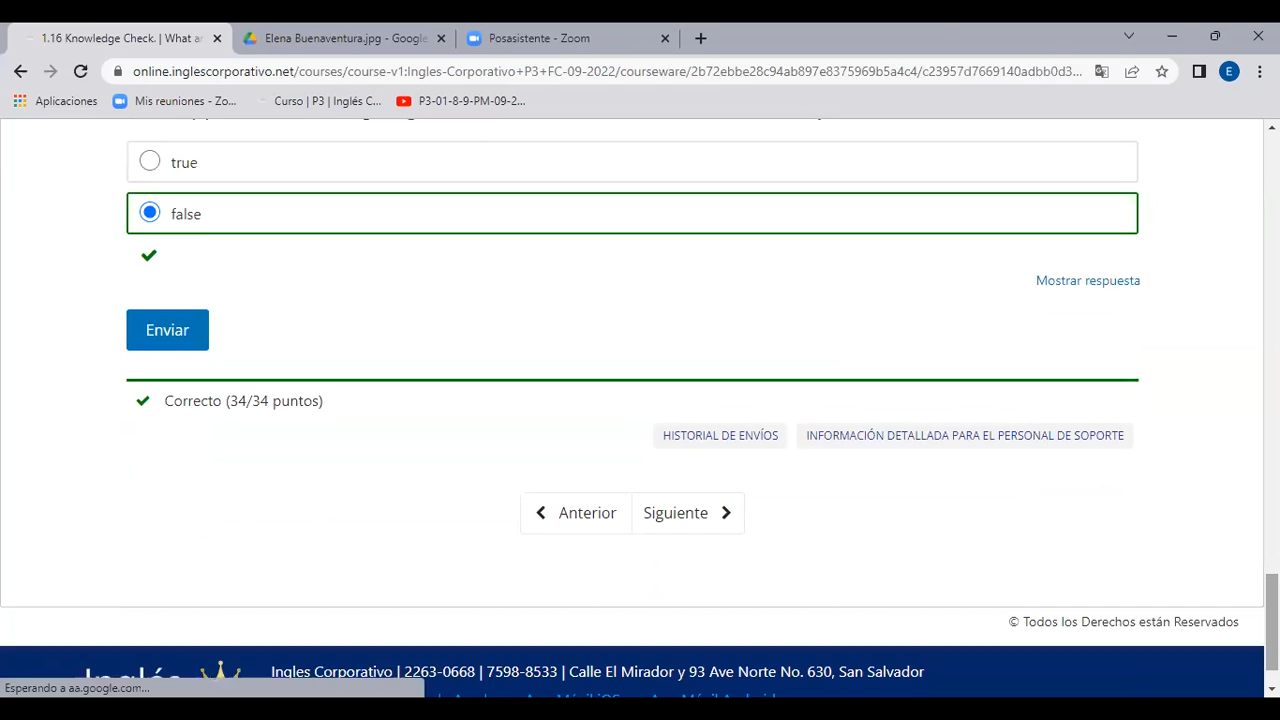 1.16 Knowledge Check. | What ar
Elena Buenaventura.jpg - Google
Posasistente - Zoom
online.inglescorporativo.net/courses/course-v1:Ingles-Corporativo+P3+FC-09-2022/courseware/2b72ebbe28c94ab897e8375969b5a4c4/c23957d7669140adbb0d3...
E
Aplicaciones
Mis reuniones - Zo...
Curso | P3 | Inglés C...
P3-01-8-9-PM-09-2...
true
false
Mostrar respuesta
Enviar
Correcto (34/34 puntos)
HISTORIAL DE ENVÍOS
INFORMACIÓN DETALLADA PARA EL PERSONAL DE SOPORTE
Anterior
Siguiente
© Todos los Derechos están Reservados
Inglés
Ingles Corporativo | 2263-0668 | 7598-8533 | Calle El Mirador y 93 Ave Norte No. 630, San Salvador
Esperando a aa.google.com...